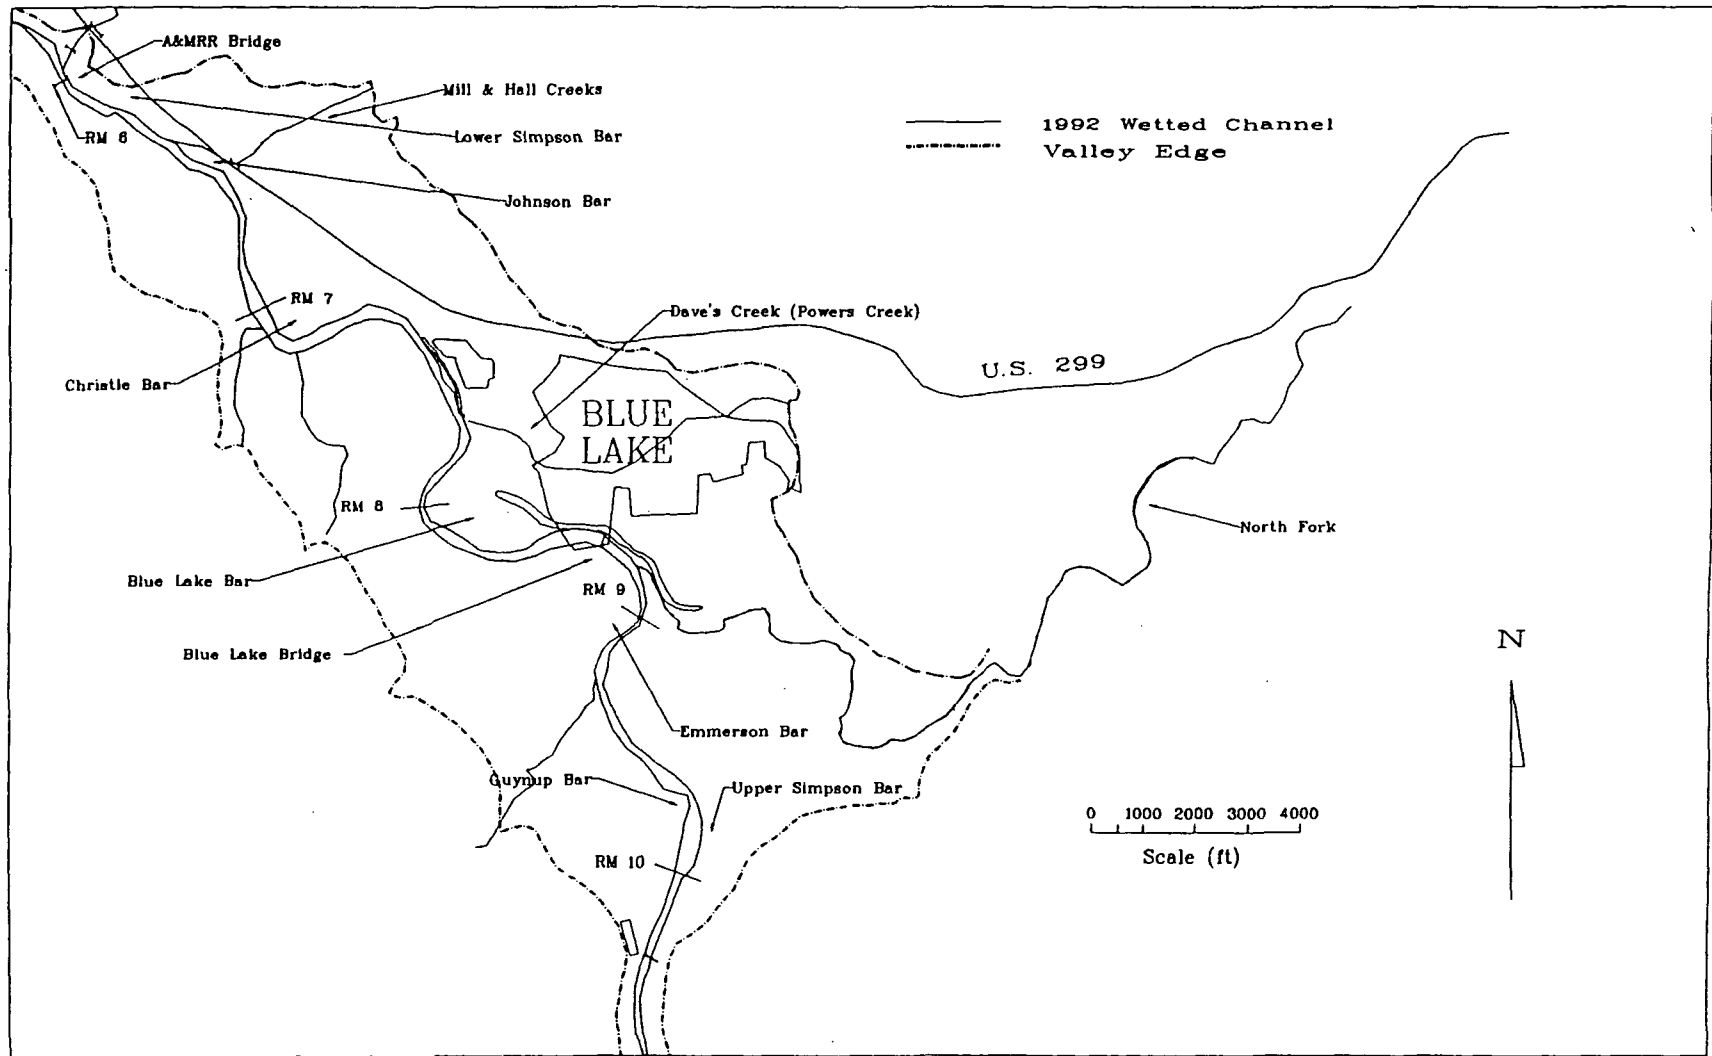 A&MRR Bridge
Mill & Hall Creeks
1992 Wetted Channel
Lower Simpson Bar
RM 6
Valley Edge
Johnson Bar
RM 7
Dave's Creek (Powers Creek)
U.S. 299
Christie Bar
BLUE
LAKE
RM 8
North Fork
Blue Lake Bar
RM 9
Blue Lake Bridge
N
Emmerson Bar
Guynup Bar
Upper Simpson Bar
0 1000 2000 3000 4000
Scale (ft)
RM 10